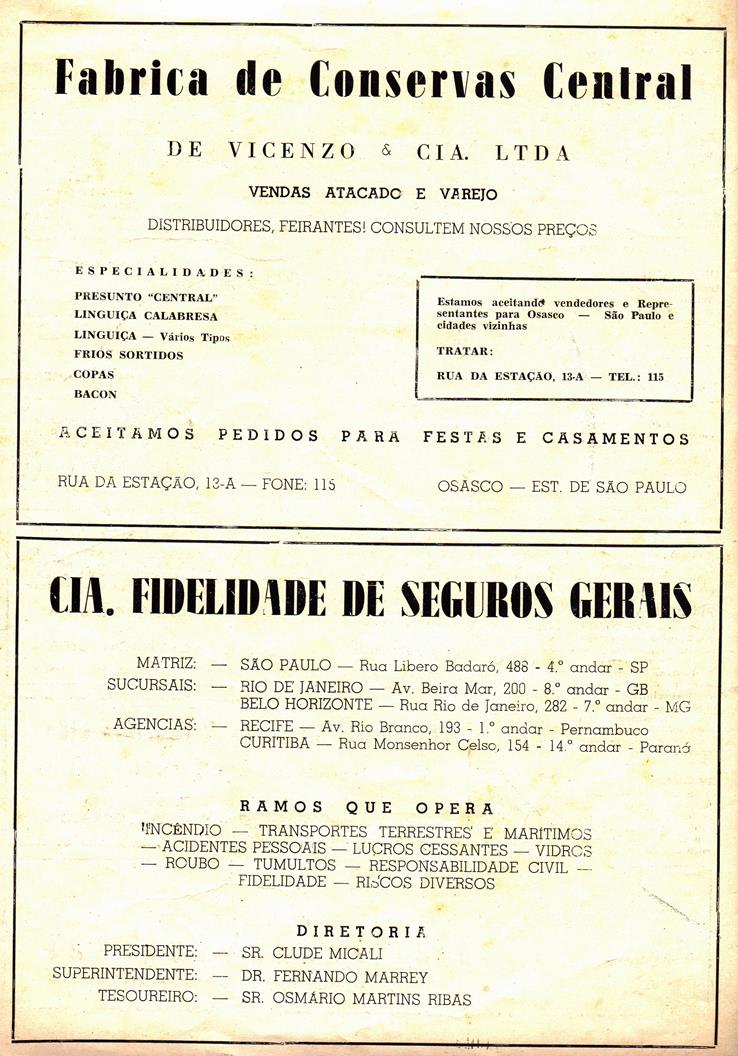 Fabrica de Conservas Central
DE VICENZO & CIA. LTDA
VENDAS ATACADO E VAREJO
DISTRIBUIDORES, FEIRANTES! CONSULTEM NOSSOS PREÇOS
ESPECIALIDADES:
PRESUNTO "CENTRAL"
LINGUIÇA CALABRESA
LINGUIÇA — Vários Tipos
FRIOS SORTIDOS
COPAS
BACON
Estamos aceitando vendedores e Repre-
sentantes para Osasco — São Paulo e
cidades vizinhas
TRATAR:
RUA DA ESTAÇÃO, 13-A — TEL.: 115
ACEITAMOS PEDIDOS PARA FESTAS E CASAMENTOS
RUA DA ESTAÇÃO, 13-A — FONE: 115
OSASCO — EST. DE SÃO PAULO
CIA. FIDELIDADE DE SEGUROS GERAIS
MATRIZ: — SÃO PAULO — Rua Libero Badaró, 488 - 4.º andar - SP
SUCURSAIS: — RIO DE JANEIRO — Av. Beira Mar, 200 - 8.º andar - GB
BELO HORIZONTE — Rua Rio de Janeiro, 282 - 7.º andar - MG
AGENCIAS: — RECIFE — Av. Rio Branco, 193 - 1.º andar - Pernambuco
CURITIBA — Rua Monsenhor Celso, 154 - 14.º andar - Paraná
RAMOS QUE OPERA
INCÊNDIO — TRANSPORTES TERRESTRES E MARÍTIMOS
— ACIDENTES PESSOAIS — LUCROS CESSANTES — VIDROS
— ROUBO — TUMULTOS — RESPONSABILIDADE CIVIL —
FIDELIDADE — RISCOS DIVERSOS
DIRETORIA
PRESIDENTE: — SR. CLUDE MICALI
SUPERINTENDENTE: — DR. FERNANDO MARREY
TESOUREIRO: — SR. OSMÁRIO MARTINS RIBAS